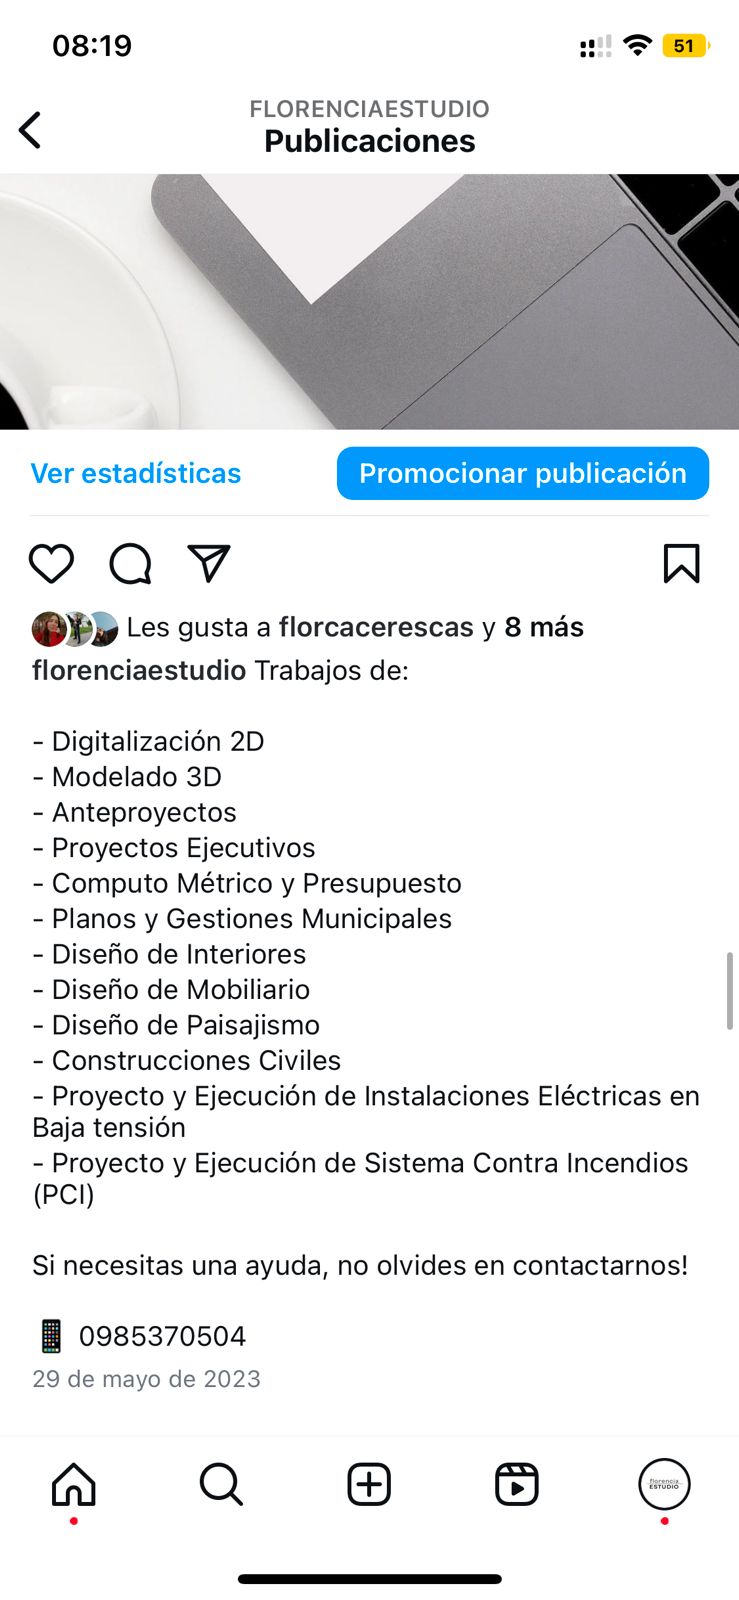 08:19
51
FLORENCIAESTUDIO
Publicaciones
Ver estadísticas
Promocionar publicación
Les gusta a florcacerescas y 8 más
florenciaestudio Trabajos de:
- Digitalización 2D
- Modelado 3D
- Anteproyectos
- Proyectos Ejecutivos
- Computo Métrico y Presupuesto
- Planos y Gestiones Municipales
- Diseño de Interiores
- Diseño de Mobiliario
- Diseño de Paisajismo
- Construcciones Civiles
- Proyecto y Ejecución de Instalaciones Eléctricas en
Baja tensión
- Proyecto y Ejecución de Sistema Contra Incendios
(PCI)
Si necesitas una ayuda, no olvides en contactarnos!
0985370504
29 de mayo de 2023
florencia
ESTUDIO